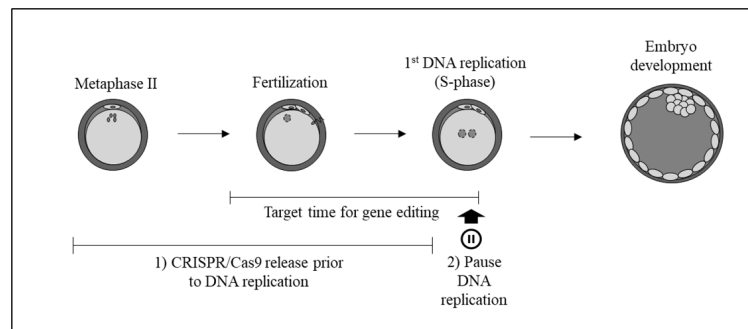 Metaphase II
Fertilization
1st DNA replication
(S-phase)
Embryo
development
Target time for gene editing
1) CRISPR/Cas9 release prior
to DNA replication
2) Pause
DNA
replication